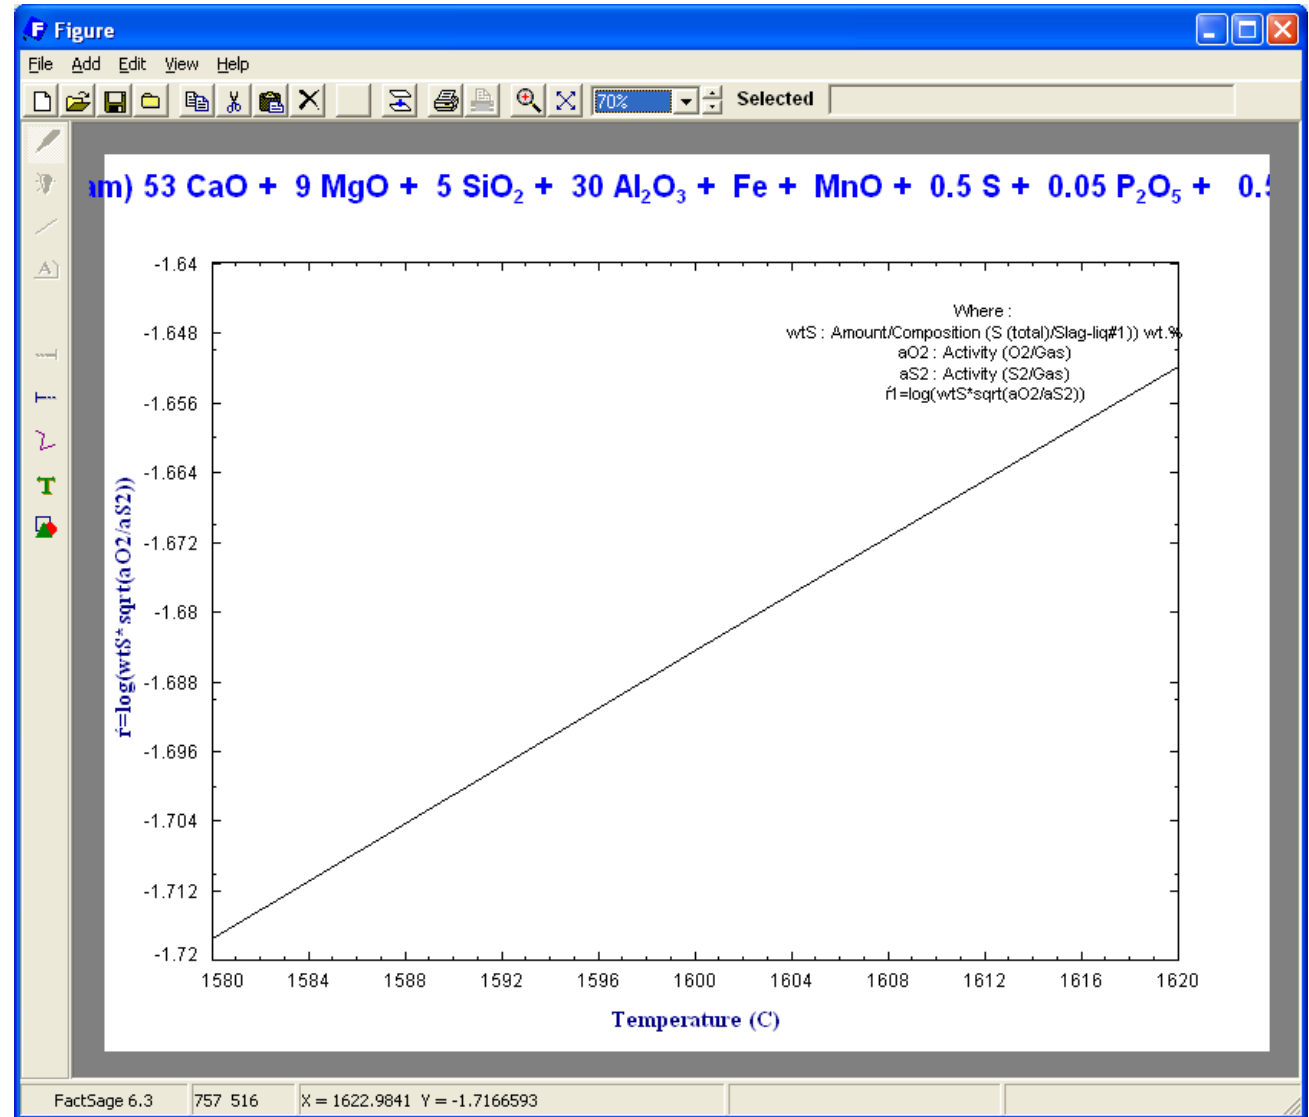 Figure
File Add Edit View Help
70% Selected
am) 53 CaO + 9 MgO + 5 SiO₂ + 30 Al₂O₃ + Fe + MnO + 0.5 S + 0.05 P₂O₅ + 0.5
Where :
wtS : Amount/Composition (S (total)/Slag-liq#1)) wt.%
aO2 : Activity (O2/Gas)
aS2 : Activity (S2/Gas)
ŕ1=log(wtS*sqrt(aO2/aS2))
-1.64
-1.648
-1.656
-1.664
-1.672
-1.68
-1.688
-1.696
-1.704
-1.712
-1.72
ŕ=log(wtS*sqrt(aO2/aS2))
1580 1584 1588 1592 1596 1600 1604 1608 1612 1616 1620
Temperature (C)
FactSage 6.3 757 516 X = 1622.9841 Y = -1.7166593